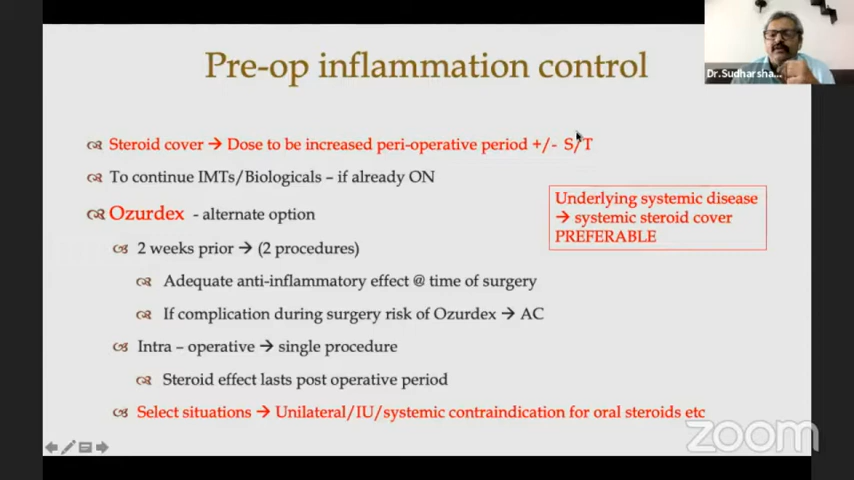 Pre-op inflammation control
Dr.Sudharsha...
Steroid cover → Dose to be increased peri-operative period +/- S/T
To continue IMTs/Biologicals – if already ON
Underlying systemic disease
→ systemic steroid cover
PREFERABLE
Ozurdex - alternate option
2 weeks prior → (2 procedures)
Adequate anti-inflammatory effect @ time of surgery
If complication during surgery risk of Ozurdex → AC
Intra – operative → single procedure
Steroid effect lasts post operative period
Select situations → Unilateral/IU/systemic contraindication for oral steroids etc
zoom